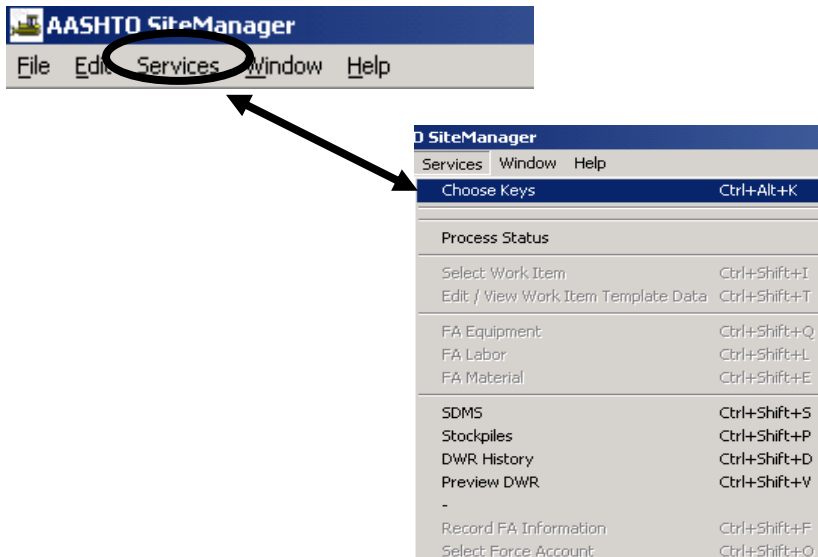 AASHTO SiteManager
File Edit Services Window Help
O SiteManager
Services Window Help
Choose Keys Ctrl+Alt+K
Process Status
Select Work Item Ctrl+Shift+I
Edit / View Work Item Template Data Ctrl+Shift+T
FA Equipment Ctrl+Shift+Q
FA Labor Ctrl+Shift+L
FA Material Ctrl+Shift+E
SDMS Ctrl+Shift+S
Stockpiles Ctrl+Shift+P
DWR History Ctrl+Shift+D
Preview DWR Ctrl+Shift+V
-
Record FA Information Ctrl+Shift+F
Select Force Account Ctrl+Shift+O